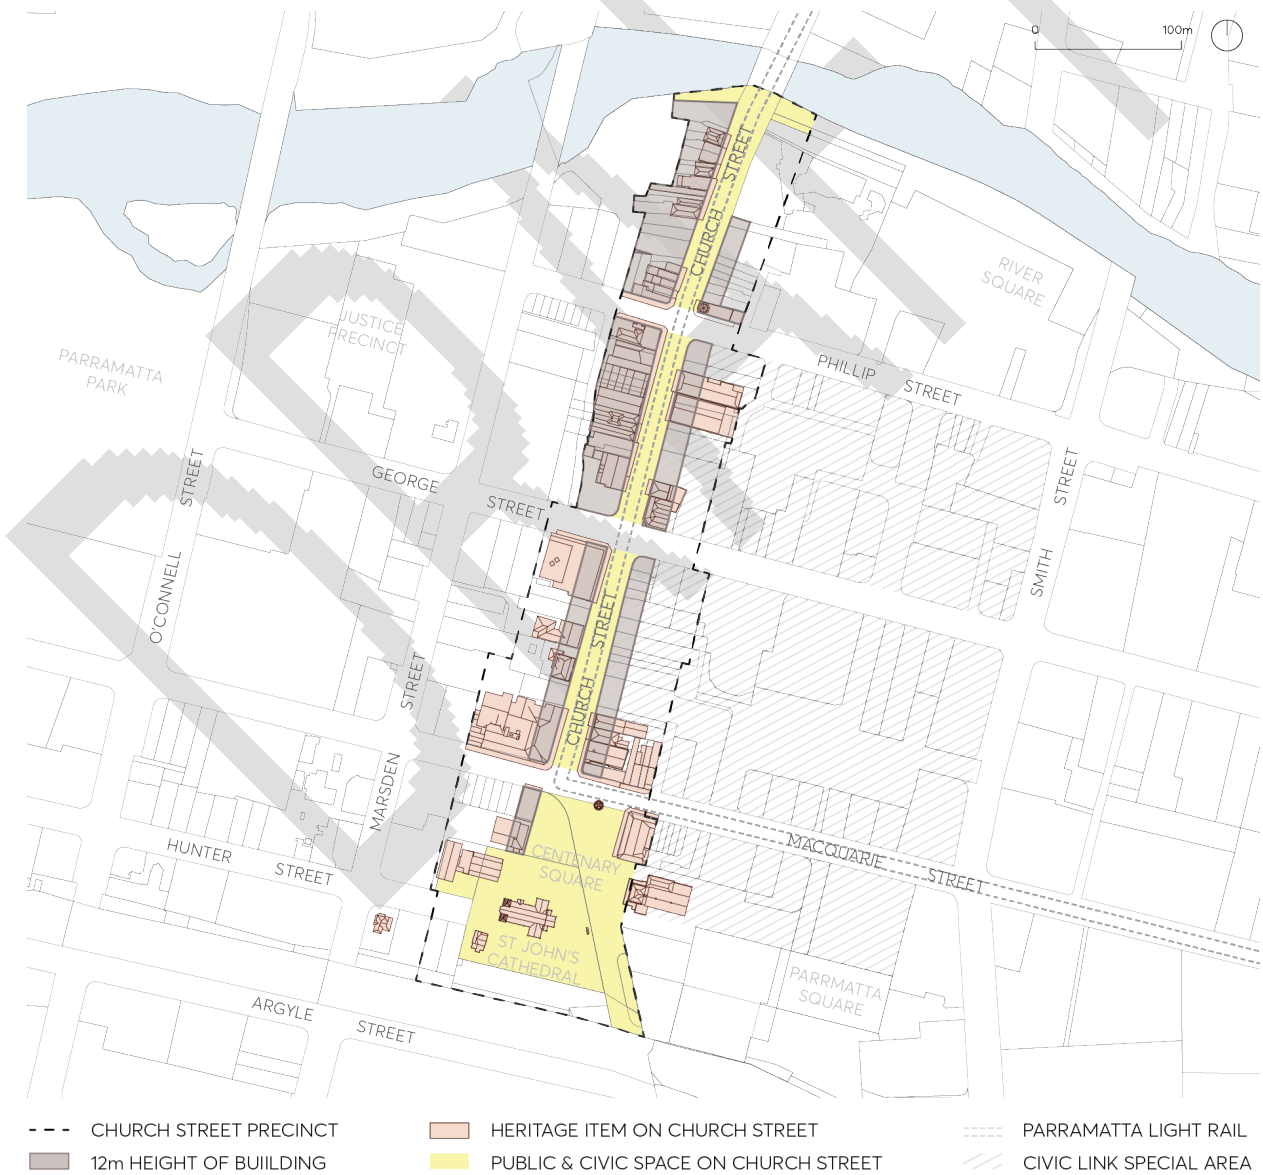 0 100m
CHURCH STREET
CHURCH STREET
RIVER
SQUARE
JUSTICE
PRECINCT
PARRAMATTA
PARK
PHILLIP STREET
GEORGE STREET
O'CONNELL STREET
SMITH STREET
MARSDEN STREET
MACQUARIE STREET
HUNTER STREET
CENTENARY
SQUARE
ST JOHN'S
CATHEDRAL
PARRMATTA
SQUARE
ARGYLE STREET
DRAFT
CHURCH STREET PRECINCT
12m HEIGHT OF BUIILDING
HERITAGE ITEM ON CHURCH STREET
PUBLIC & CIVIC SPACE ON CHURCH STREET
PARRAMATTA LIGHT RAIL
CIVIC LINK SPECIAL AREA